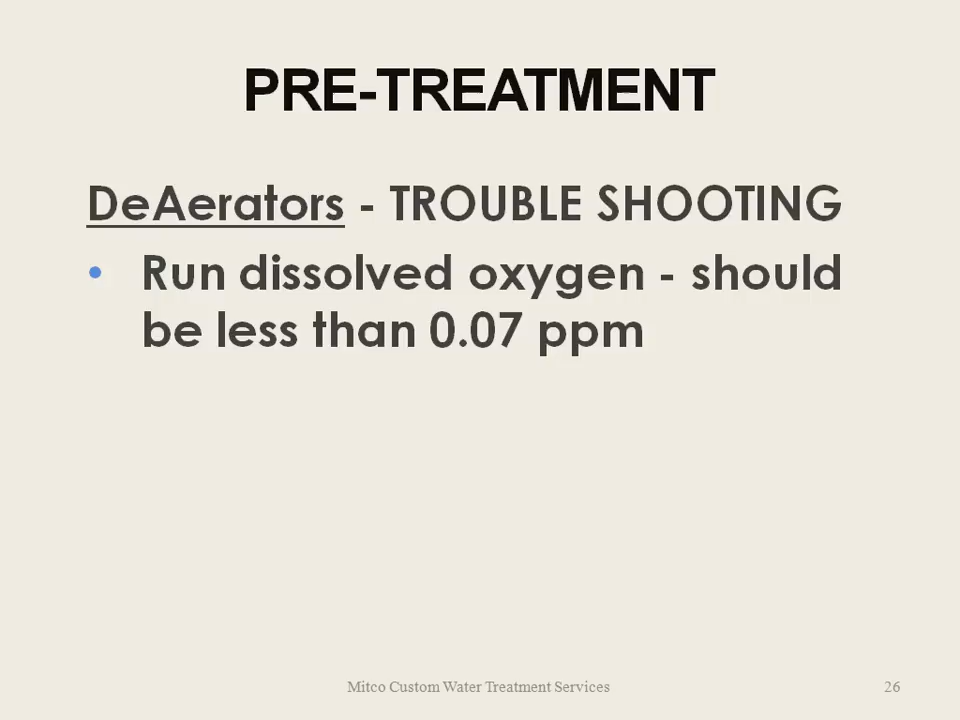 PRE-TREATMENT
DeAerators - TROUBLE SHOOTING
• Run dissolved oxygen - should
be less than 0.07 ppm
Mitco Custom Water Treatment Services
26